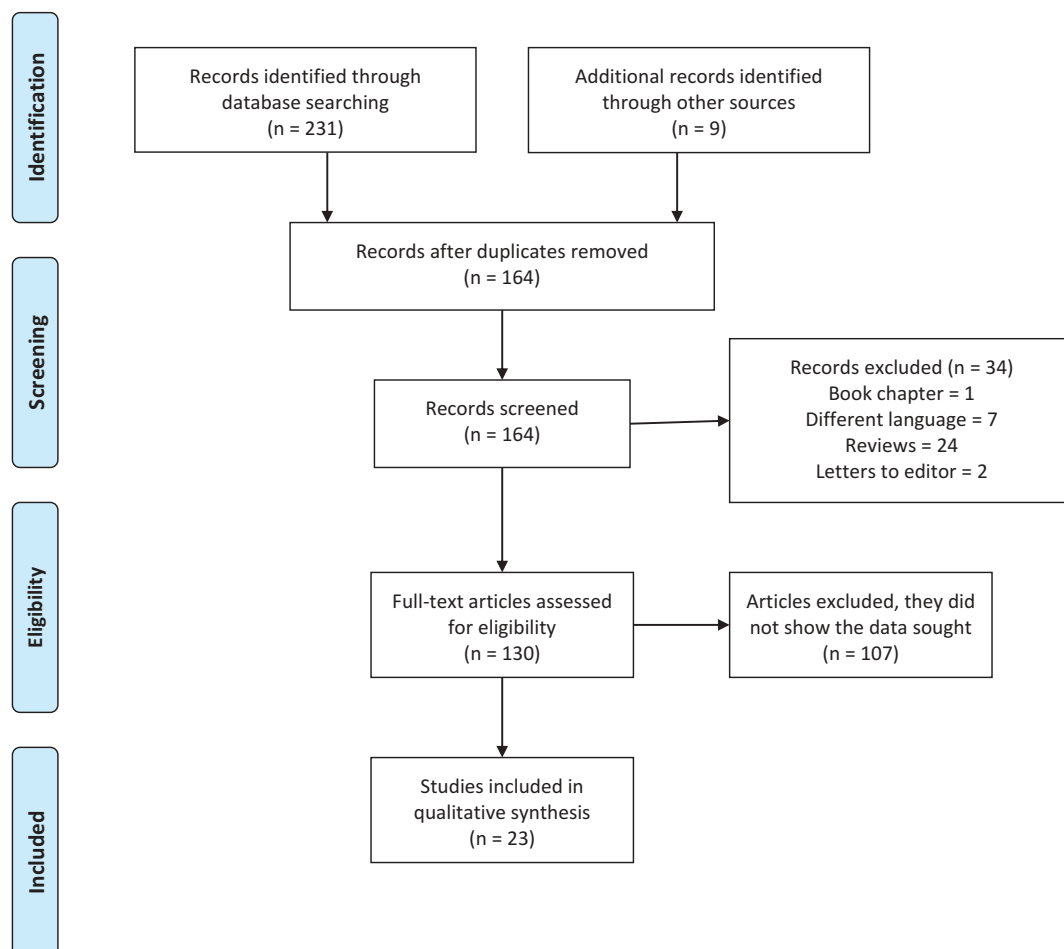 Identification
Records identified through
database searching
(n = 231)
Additional records identified
through other sources
(n = 9)
Records after duplicates removed
(n = 164)
Screening
Records screened
(n = 164)
Records excluded (n = 34)
Book chapter = 1
Different language = 7
Reviews = 24
Letters to editor = 2
Eligibility
Full-text articles assessed
for eligibility
(n = 130)
Articles excluded, they did
not show the data sought
(n = 107)
Included
Studies included in
qualitative synthesis
(n = 23)